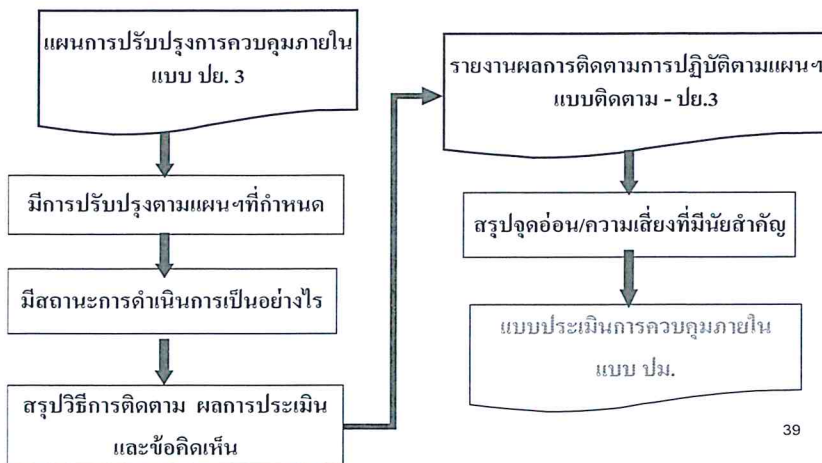 แผนการปรับปรุงการควบคุมภายใน
แบบ ปย. 3
มีการปรับปรุงตามแผนฯที่กำหนด
มีสถานะการดำเนินการเป็นอย่างไร
สรุปวิธีการติดตาม ผลการประเมิน
และข้อคิดเห็น
รายงานผลการติดตามการปฏิบัติตามแผนฯ
แบบติดตาม - ปย.3
สรุปจุดอ่อน/ความเสี่ยงที่มีนัยสำคัญ
แบบประเมินการควบคุมภายใน
แบบ ปม.
39